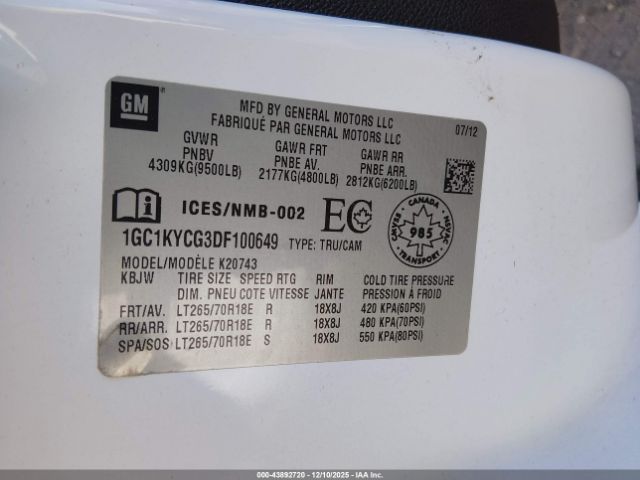 GM
MFD BY GENERAL MOTORS LLC
FABRIQUÉ PAR GENERAL MOTORS LLC
07/12
GVWR GAWR FRT GAWR RR
PNBV PNBE AV. PNBE ARR.
4309KG(9500LB) 2177KG(4800LB) 2812KG(6200LB)
ICES/NMB-002 EC
CANADA
985
TRANSPORT
1GC1KYCG3DF100649 TYPE: TRU/CAM
MODEL/MODÈLE K20743
KBJW TIRE SIZE SPEED RTG RIM COLD TIRE PRESSURE
DIM. PNEU COTE VITESSE JANTE PRESSION À FROID
FRT/AV. LT265/70R18E R 18X8J 420 KPA(60PSI)
RR/ARR. LT265/70R18E R 18X8J 480 KPA(70PSI)
SPA/SOS LT265/70R18E S 18X8J 550 KPA(80PSI)
000-43892720 - 12/10/2025 - COPART.CA